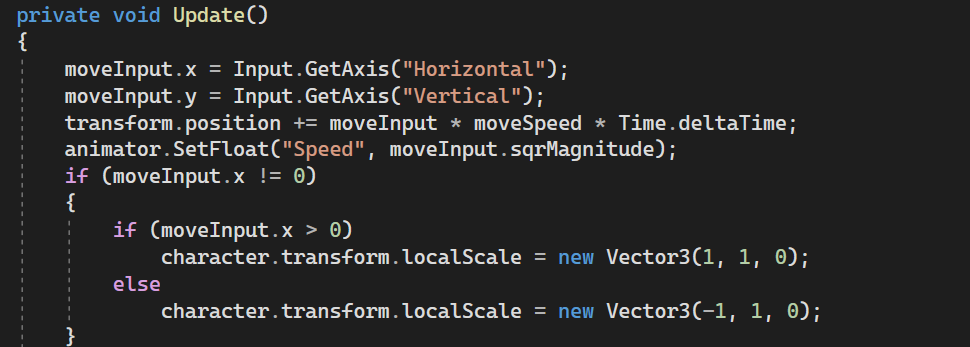 private void Update()
{
    moveInput.x = Input.GetAxis("Horizontal");
    moveInput.y = Input.GetAxis("Vertical");
    transform.position += moveInput * moveSpeed * Time.deltaTime;
    animator.SetFloat("Speed", moveInput.sqrMagnitude);
    if (moveInput.x != 0)
    {
        if (moveInput.x > 0)
            character.transform.localScale = new Vector3(1, 1, 0);
        else
            character.transform.localScale = new Vector3(-1, 1, 0);
    }